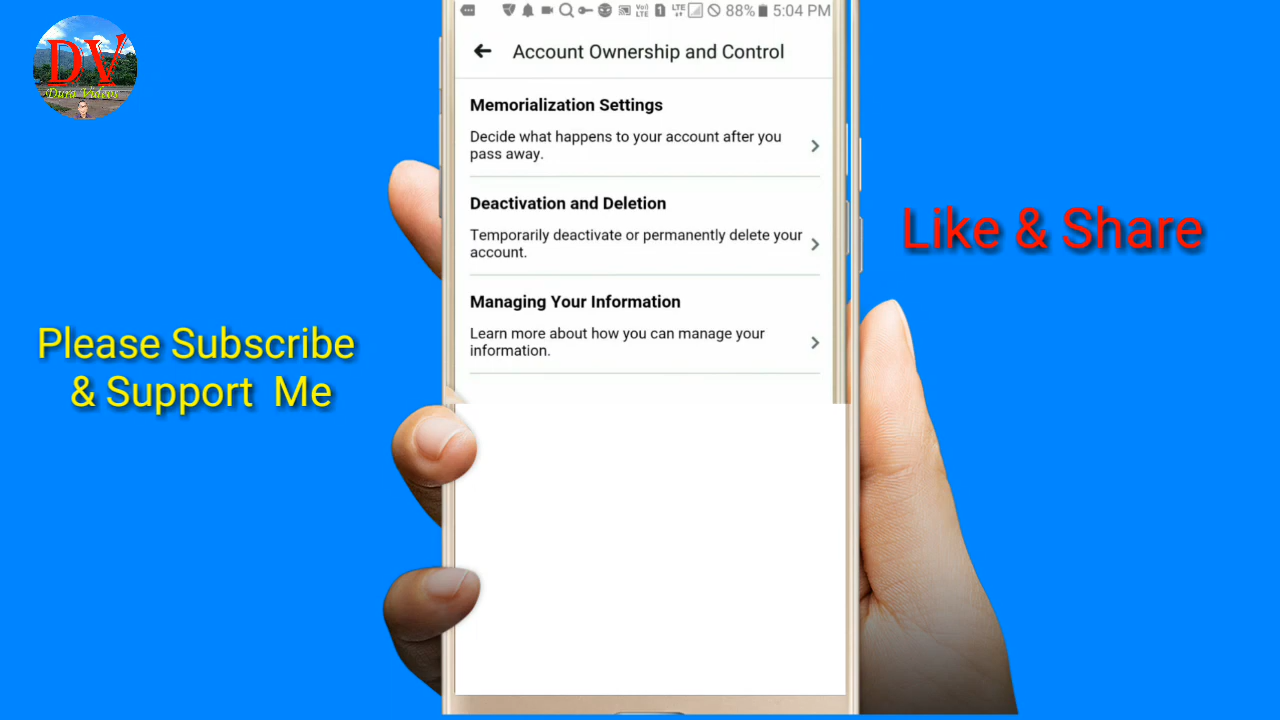 DV
Dura Videos
VoLTE LTE 88% 5:04 PM
Account Ownership and Control
Memorialization Settings
Decide what happens to your account after you
pass away.
Deactivation and Deletion
Temporarily deactivate or permanently delete your
account.
Managing Your Information
Learn more about how you can manage your
information.
Like & Share
Please Subscribe
& Support Me